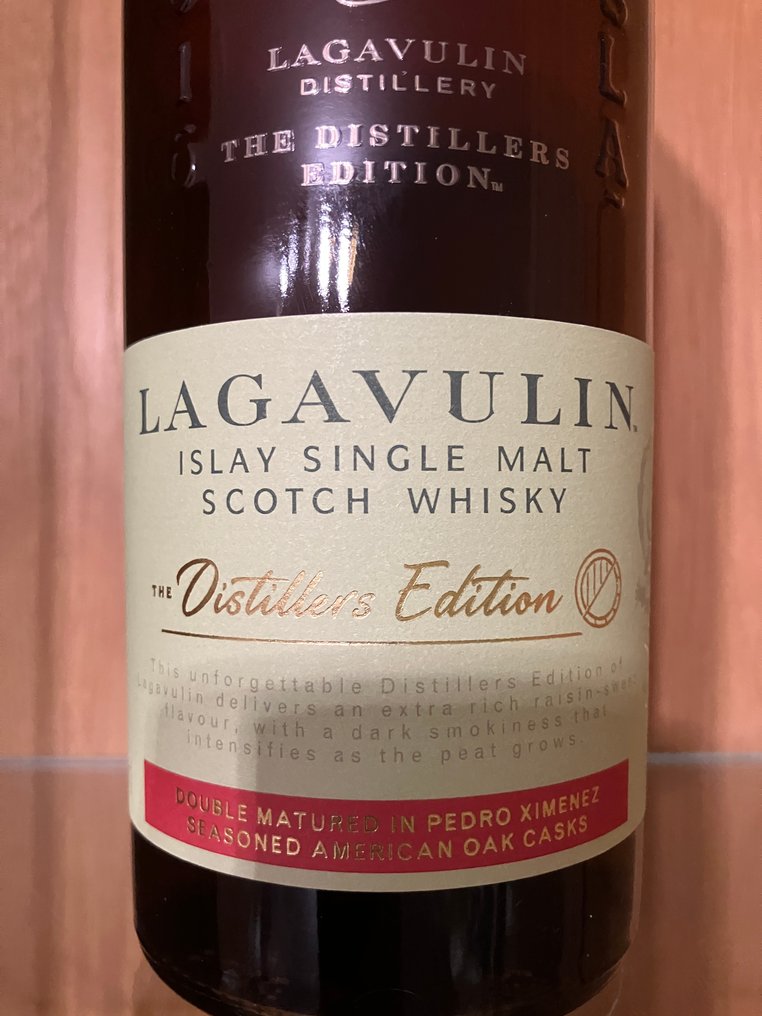 LAGAVULIN
DISTILLERY
THE DISTILLERS
EDITION™
LAGAVULIN™
ISLAY SINGLE MALT
SCOTCH WHISKY
THE Distillers Edition
This unforgettable Distillers Edition of
Lagavulin delivers an extra rich raisin-sweet
flavour, with a dark smokiness that
intensifies as the peat grows.
DOUBLE MATURED IN PEDRO XIMENEZ
SEASONED AMERICAN OAK CASKS